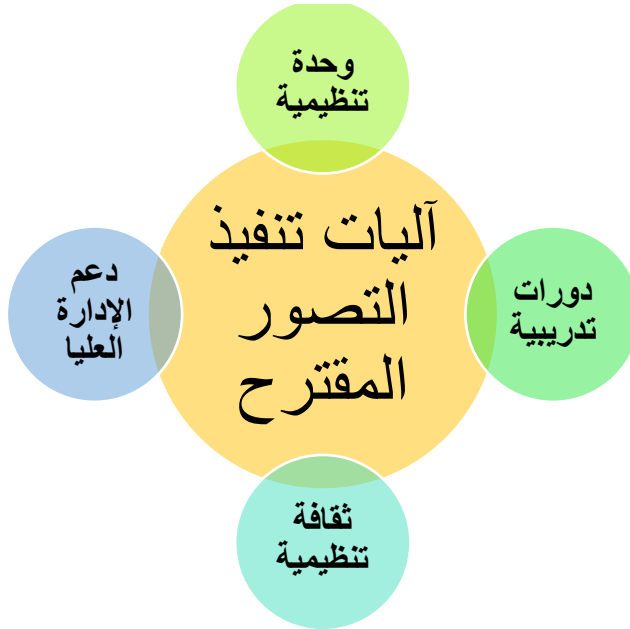 وحدة
تنظيمية
آليات تنفيذ
التصور
المقترح
دورات
تدريبية
دعم
الإدارة
العليا
ثقافة
تنظيمية